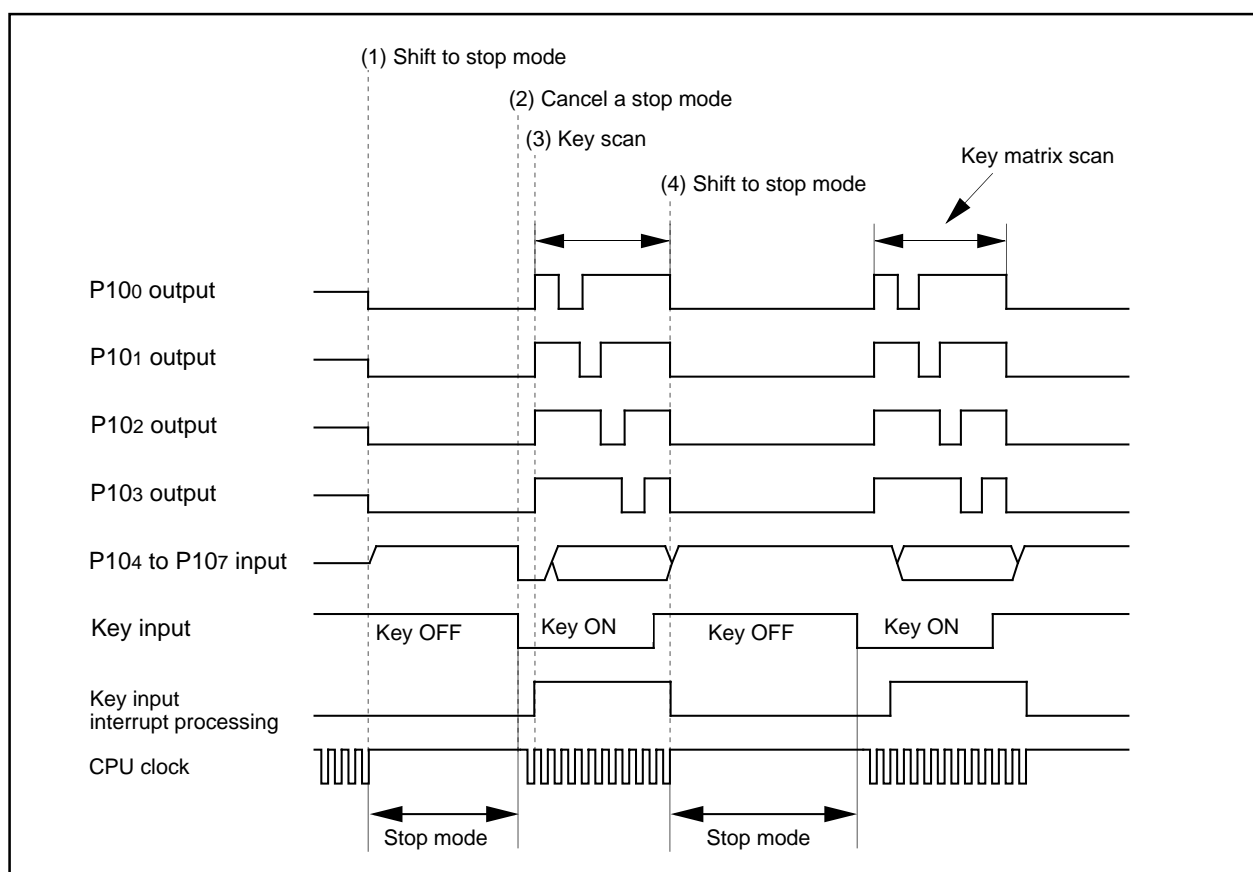 (1) Shift to stop mode
(2) Cancel a stop mode
(3) Key scan
Key matrix scan
(4) Shift to stop mode
P100 output
P101 output
P102 output
P103 output
P104 to P107 input
Key input
Key OFF
Key ON
Key OFF
Key ON
Key input
interrupt processing
CPU clock
Stop mode
Stop mode